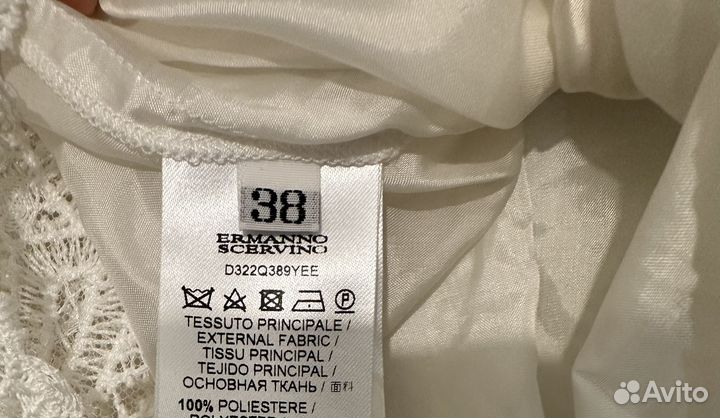 38
ERMANNO
SCERVINO
D322Q389YEE
P
TESSUTO PRINCIPALE /
EXTERNAL FABRIC /
TISSU PRINCIPAL /
TEJIDO PRINCIPAL /
ОСНОВНАЯ ТКАНЬ / 面料
100% POLIESTERE /
Avito